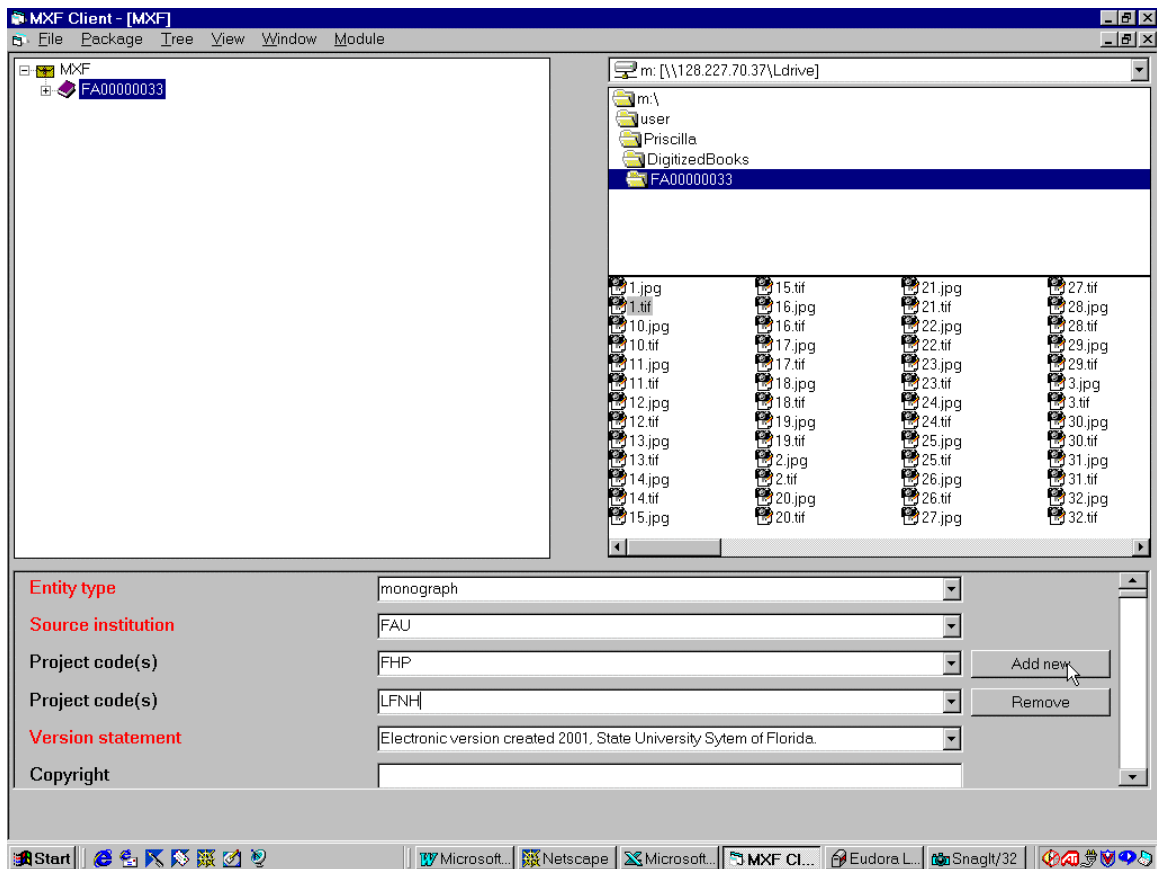 MXF Client - [MXF]
File Package Tree View Window Module
MXF
FA00000033
m: [\\128.227.70.37\Ldrive]
m:\
user
Priscilla
DigitizedBooks
FA00000033
1.jpg 15.tif 21.jpg 27.tif
1.tif 16.jpg 21.tif 28.jpg
10.jpg 16.tif 22.jpg 28.tif
10.tif 17.jpg 22.tif 29.jpg
11.jpg 17.tif 23.jpg 29.tif
11.tif 18.jpg 23.tif 3.jpg
12.jpg 18.tif 24.jpg 3.tif
12.tif 19.jpg 24.tif 30.jpg
13.jpg 19.tif 25.jpg 30.tif
13.tif 2.jpg 25.tif 31.jpg
14.jpg 2.tif 26.jpg 31.tif
14.tif 20.jpg 26.tif 32.jpg
15.jpg 20.tif 27.jpg 32.tif
Entity type monograph
Source institution FAU
Project code(s) FHP Add new
Project code(s) LFNH Remove
Version statement Electronic version created 2001, State University Sytem of Florida.
Copyright
Start Microsoft... Netscape Microsoft... MXF Cl... Eudora L... SnagIt/32